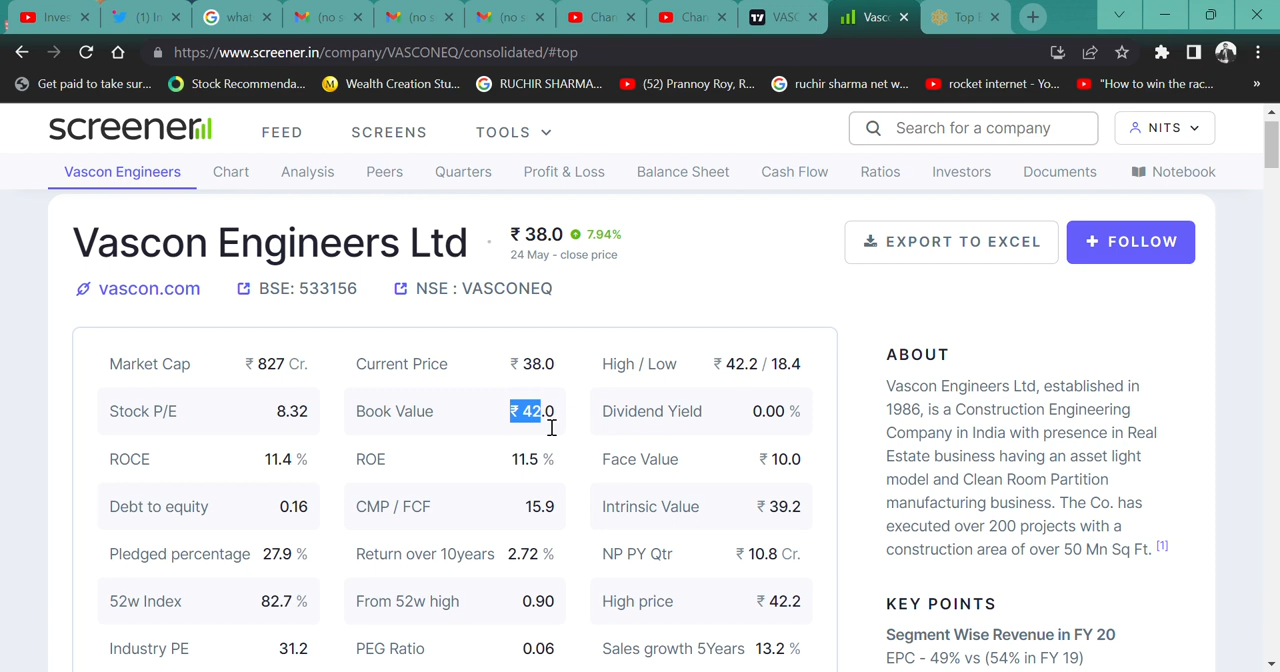 Inves
(1) In
what
(no s
(no s
(no s
Chan
Chan
VASC
Vasc
Top
https://www.screener.in/company/VASCONEQ/consolidated/#top
Get paid to take sur...
Stock Recommenda...
Wealth Creation Stu...
RUCHIR SHARMA...
(52) Prannoy Roy, R...
ruchir sharma net w...
rocket internet - Yo...
"How to win the rac...
»
screener
FEED
SCREENS
TOOLS
Search for a company
NITS
Vascon Engineers
Chart
Analysis
Peers
Quarters
Profit & Loss
Balance Sheet
Cash Flow
Ratios
Investors
Documents
Notebook
Vascon Engineers Ltd
₹ 38.0 7.94%
24 May - close price
EXPORT TO EXCEL
+ FOLLOW
vascon.com
BSE: 533156
NSE : VASCONEQ
Market Cap ₹ 827 Cr.
Current Price ₹ 38.0
High / Low ₹ 42.2 / 18.4
Stock P/E 8.32
Book Value ₹ 42.0
Dividend Yield 0.00 %
ROCE 11.4 %
ROE 11.5 %
Face Value ₹ 10.0
Debt to equity 0.16
CMP / FCF 15.9
Intrinsic Value ₹ 39.2
Pledged percentage 27.9 %
Return over 10years 2.72 %
NP PY Qtr ₹ 10.8 Cr.
52w Index 82.7 %
From 52w high 0.90
High price ₹ 42.2
Industry PE 31.2
PEG Ratio 0.06
Sales growth 5Years 13.2 %
ABOUT
Vascon Engineers Ltd, established in
1986, is a Construction Engineering
Company in India with presence in Real
Estate business having an asset light
model and Clean Room Partition
manufacturing business. The Co. has
executed over 200 projects with a
construction area of over 50 Mn Sq Ft. [1]
KEY POINTS
Segment Wise Revenue in FY 20
EPC - 49% vs (54% in FY 19)